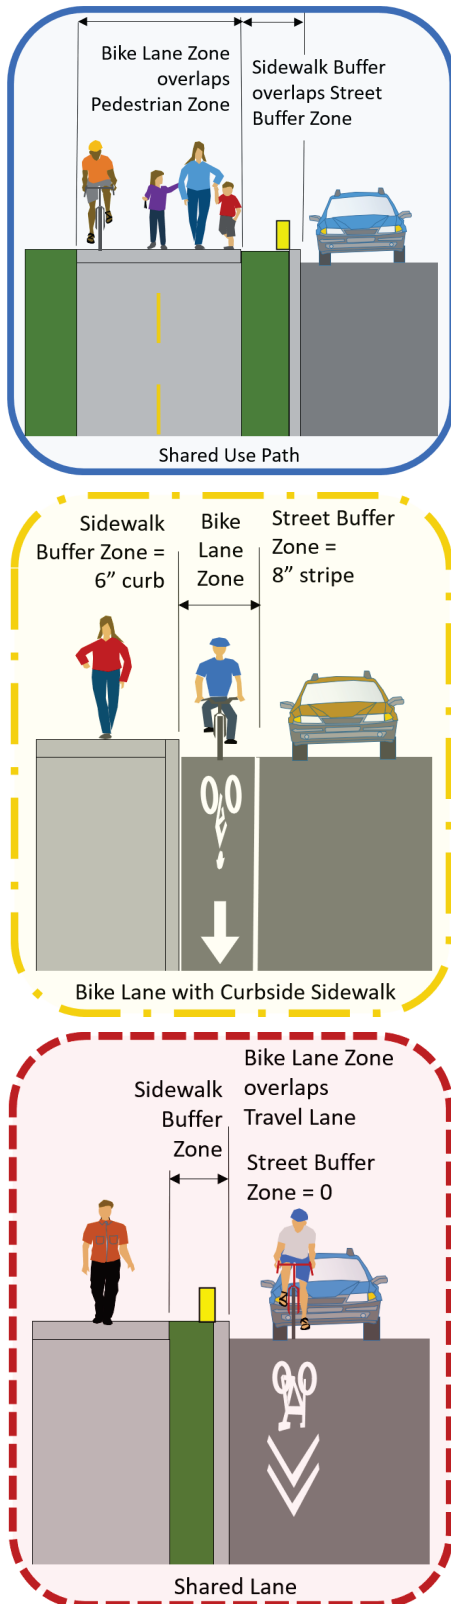 Bike Lane Zone
overlaps
Pedestrian Zone
Sidewalk Buffer
overlaps Street
Buffer Zone
Shared Use Path
Sidewalk
Buffer Zone =
6” curb
Bike
Lane
Zone
Street Buffer
Zone =
8” stripe
Bike Lane with Curbside Sidewalk
Sidewalk
Buffer
Zone
Bike Lane Zone
overlaps
Travel Lane
Street Buffer
Zone = 0
Shared Lane